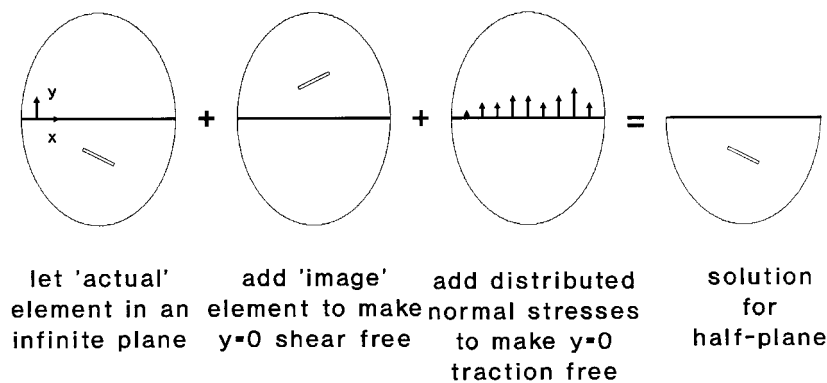 y
x
+
+
=
let 'actual'
element in an
infinite plane
add 'image'
element to make
y=0 shear free
add distributed
normal stresses
to make y=0
traction free
solution
for
half-plane